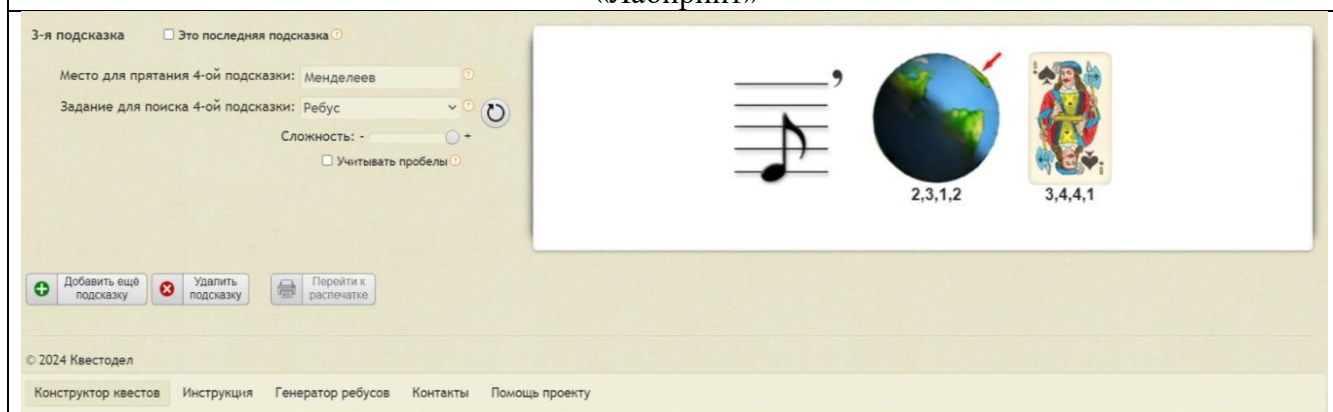 «Лабиринт»
3-я подсказка Это последняя подсказка ?
Место для прятания 4-ой подсказки: Менделеев ?
Задание для поиска 4-ой подсказки: Ребус ?
Сложность: - +
Учитывать пробелы ?
,
2,3,1,2 3,4,4,1
Добавить ещё подсказку Удалить подсказку Перейти к распечатке
© 2024 Квестодел
Конструктор квестов Инструкция Генератор ребусов Контакты Помощь проекту